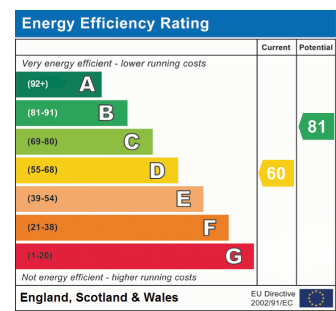 Energy Efficiency Rating
Current Potential
Very energy efficient - lower running costs
(92+) A
(81-91) B
81
(69-80) C
(55-68) D
60
(39-54) E
(21-38) F
(1-20) G
Not energy efficient - higher running costs
England, Scotland & Wales
EU Directive
2002/91/EC